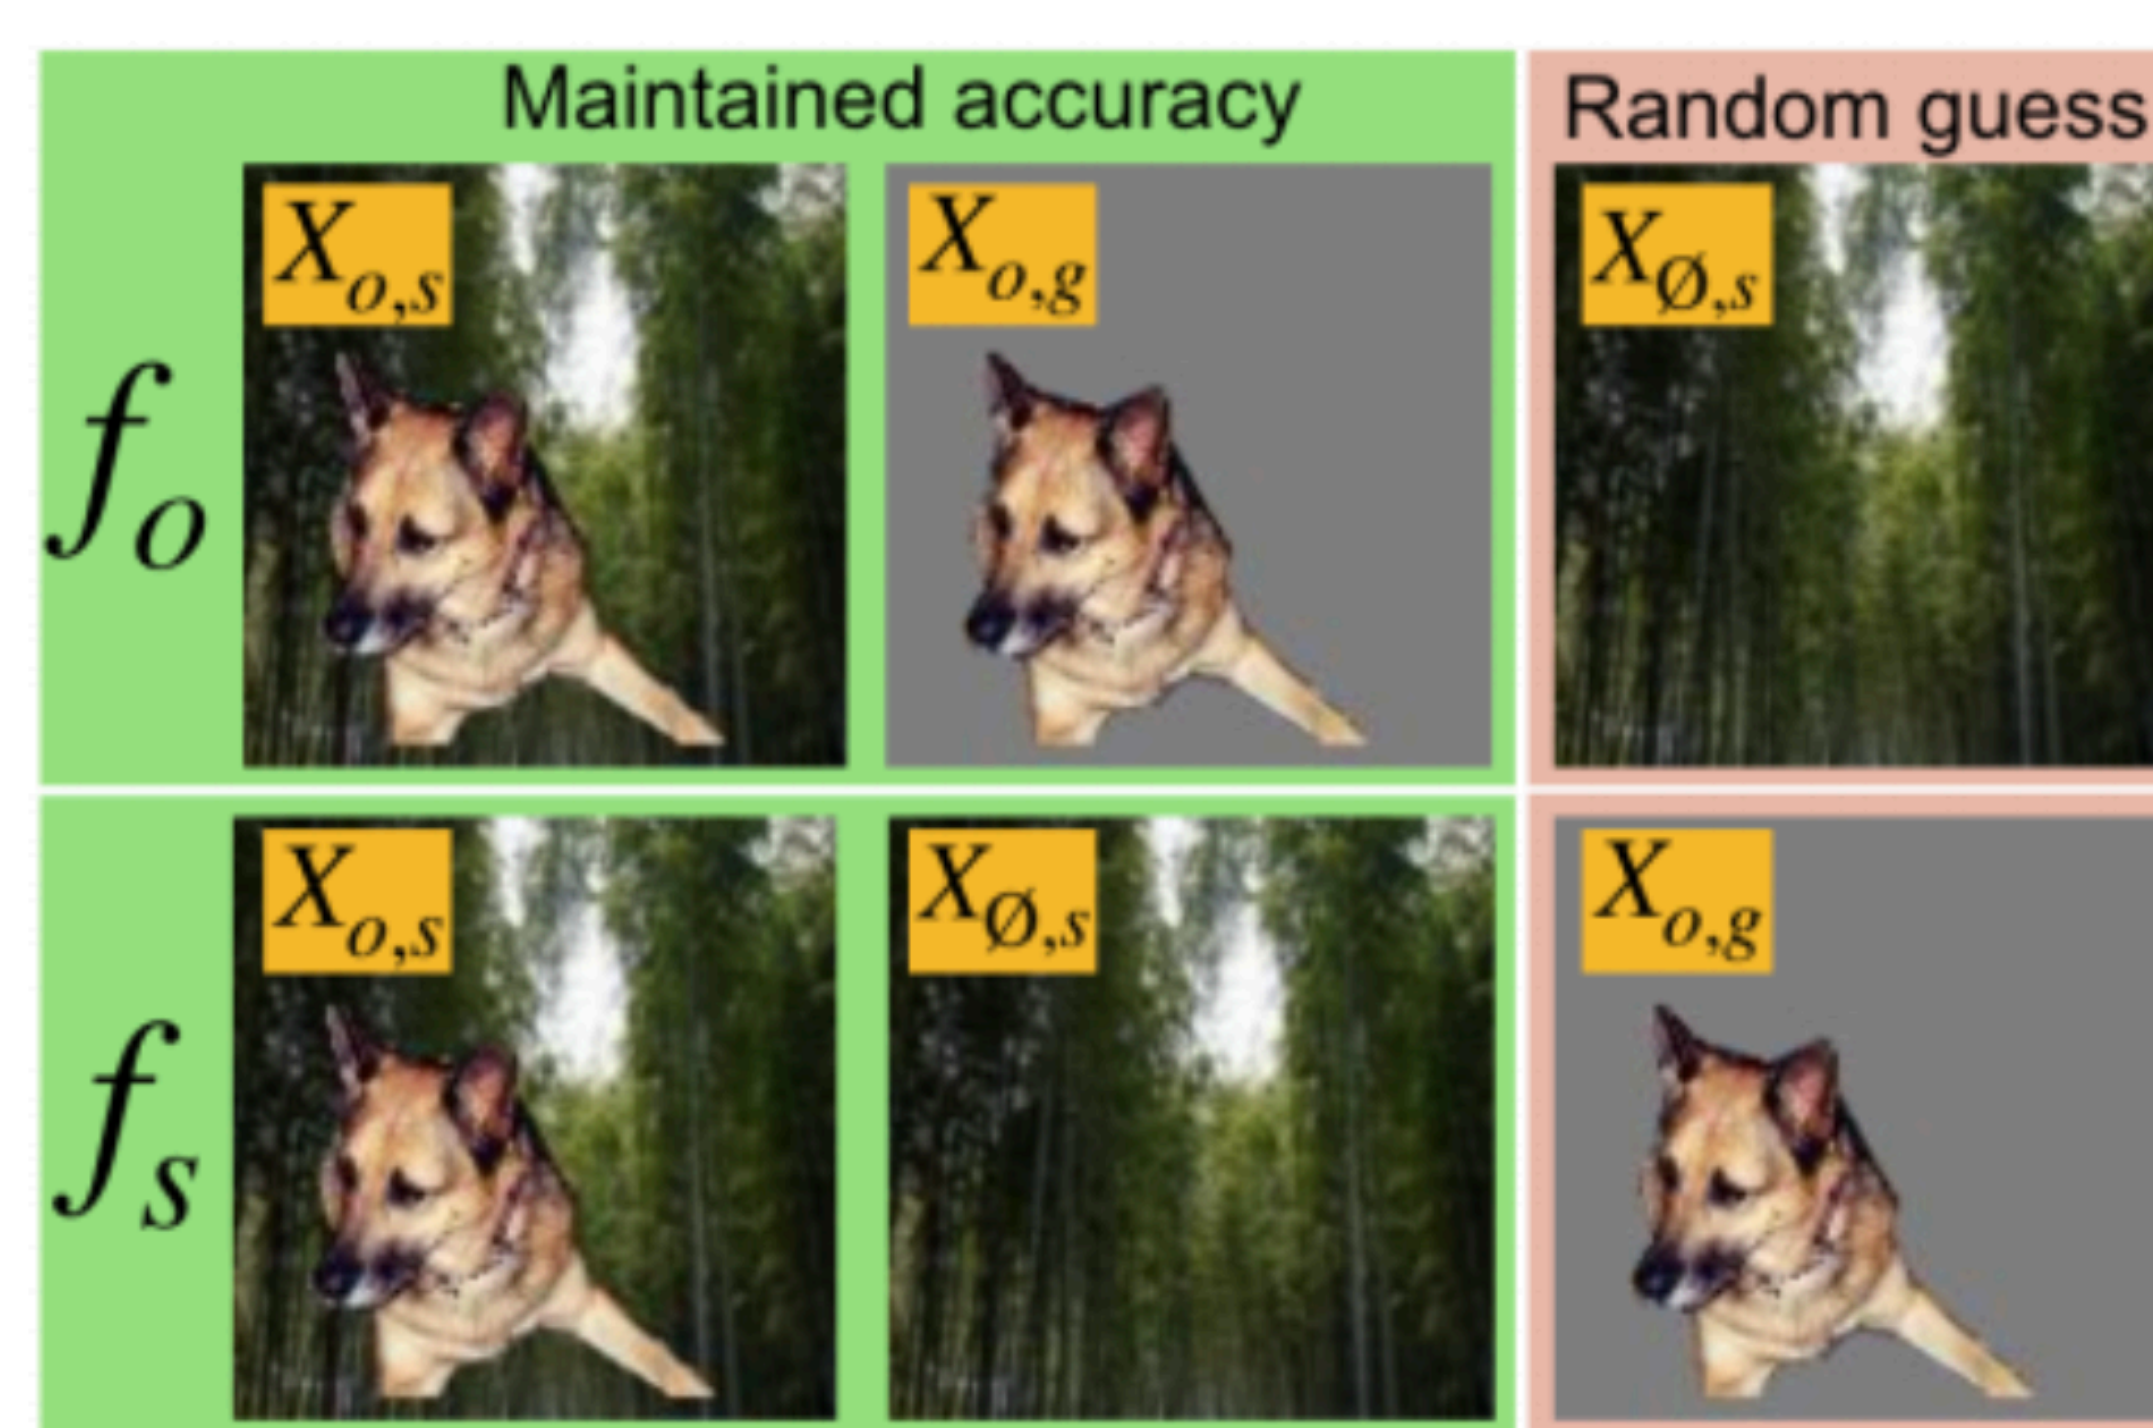 Maintained accuracy
Random guess
f_o
X_{o,s}
X_{o,g}
X_{Ø,s}
f_s
X_{o,s}
X_{Ø,s}
X_{o,g}